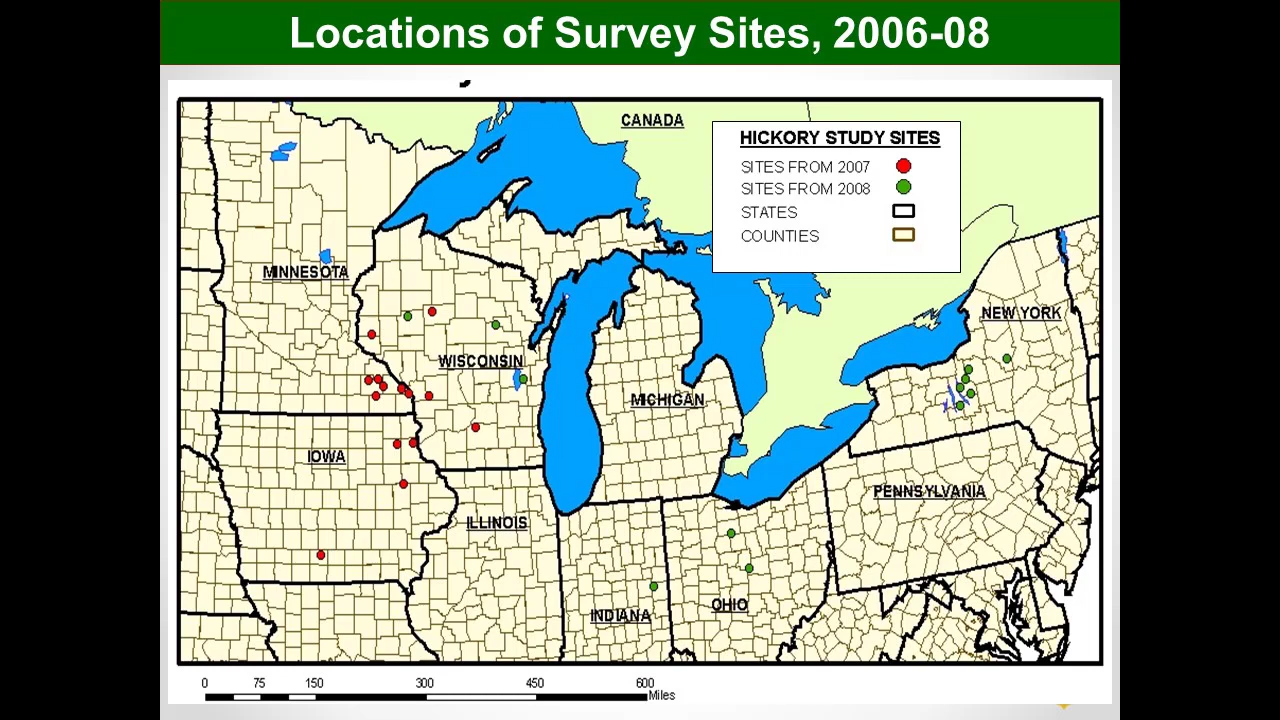 Locations of Survey Sites, 2006-08
CANADA
HICKORY STUDY SITES
SITES FROM 2007
SITES FROM 2008
STATES
COUNTIES
MINNESOTA
NEW YORK
WISCONSIN
MICHIGAN
IOWA
PENNSYLVANIA
ILLINOIS
OHIO
INDIANA
0 75 150 300 450 600
Miles